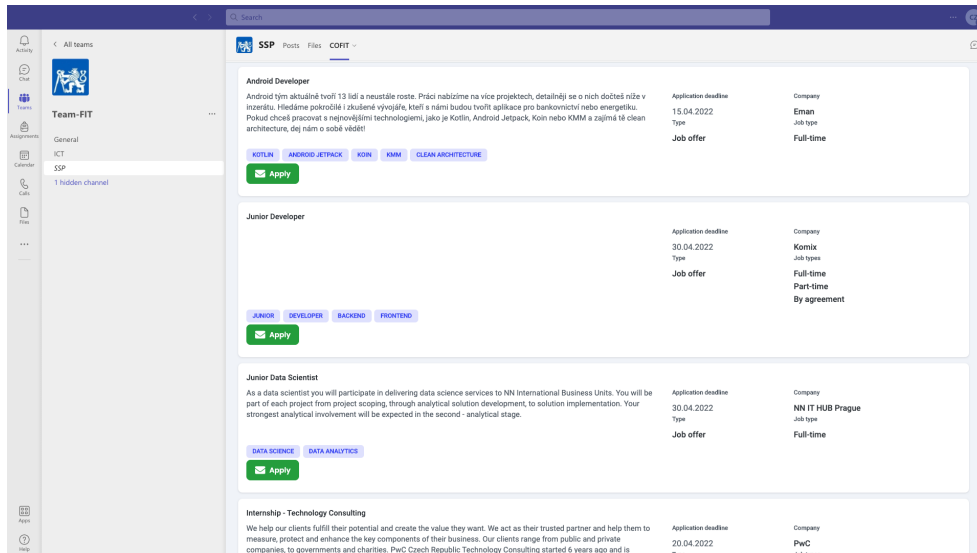 Search
Activity
Chat
Teams
Assignments
Calendar
Calls
Files
Apps
Help
All teams
Team-FIT
General
ICT
SSP
1 hidden channel
SSP Posts Files COFIT
Android Developer
Android tým aktuálně tvoří 13 lidí a neustále roste. Práci nabízíme na více projektech, detailněji se o nich dočteš níže v
inzerátu. Hledáme pokročilé i zkušené vývojáře, kteří s námi budou tvořit aplikace pro bankovnictví nebo energetiku.
Pokud chceš pracovat s nejnovějšími technologiemi, jako je Kotlin, Android Jetpack, Koin nebo KMM a zajímá tě clean
architecture, dej nám o sobě vědět!
KOTLIN ANDROID JETPACK KOIN KMM CLEAN ARCHITECTURE
Apply
Application deadline
15.04.2022
Type
Job offer
Company
Eman
Job type
Full-time
Junior Developer
JUNIOR DEVELOPER BACKEND FRONTEND
Apply
Application deadline
30.04.2022
Type
Job offer
Company
Komix
Job types
Full-time
Part-time
By agreement
Junior Data Scientist
As a data scientist you will participate in delivering data science services to NN International Business Units. You will be
part of each project from project scoping, through analytical solution development, to solution implementation. Your
strongest analytical involvement will be expected in the second - analytical stage.
DATA SCIENCE DATA ANALYTICS
Apply
Application deadline
30.04.2022
Type
Job offer
Company
NN IT HUB Prague
Job type
Full-time
Internship - Technology Consulting
We help our clients fulfill their potential and create the value they want. We act as their trusted partner and help them to
measure, protect and enhance the key components of their business. Our clients range from public and private
companies, to governments and charities. PwC Czech Republic Technology Consulting started 6 years ago and is
Application deadline
20.04.2022
Company
PwC